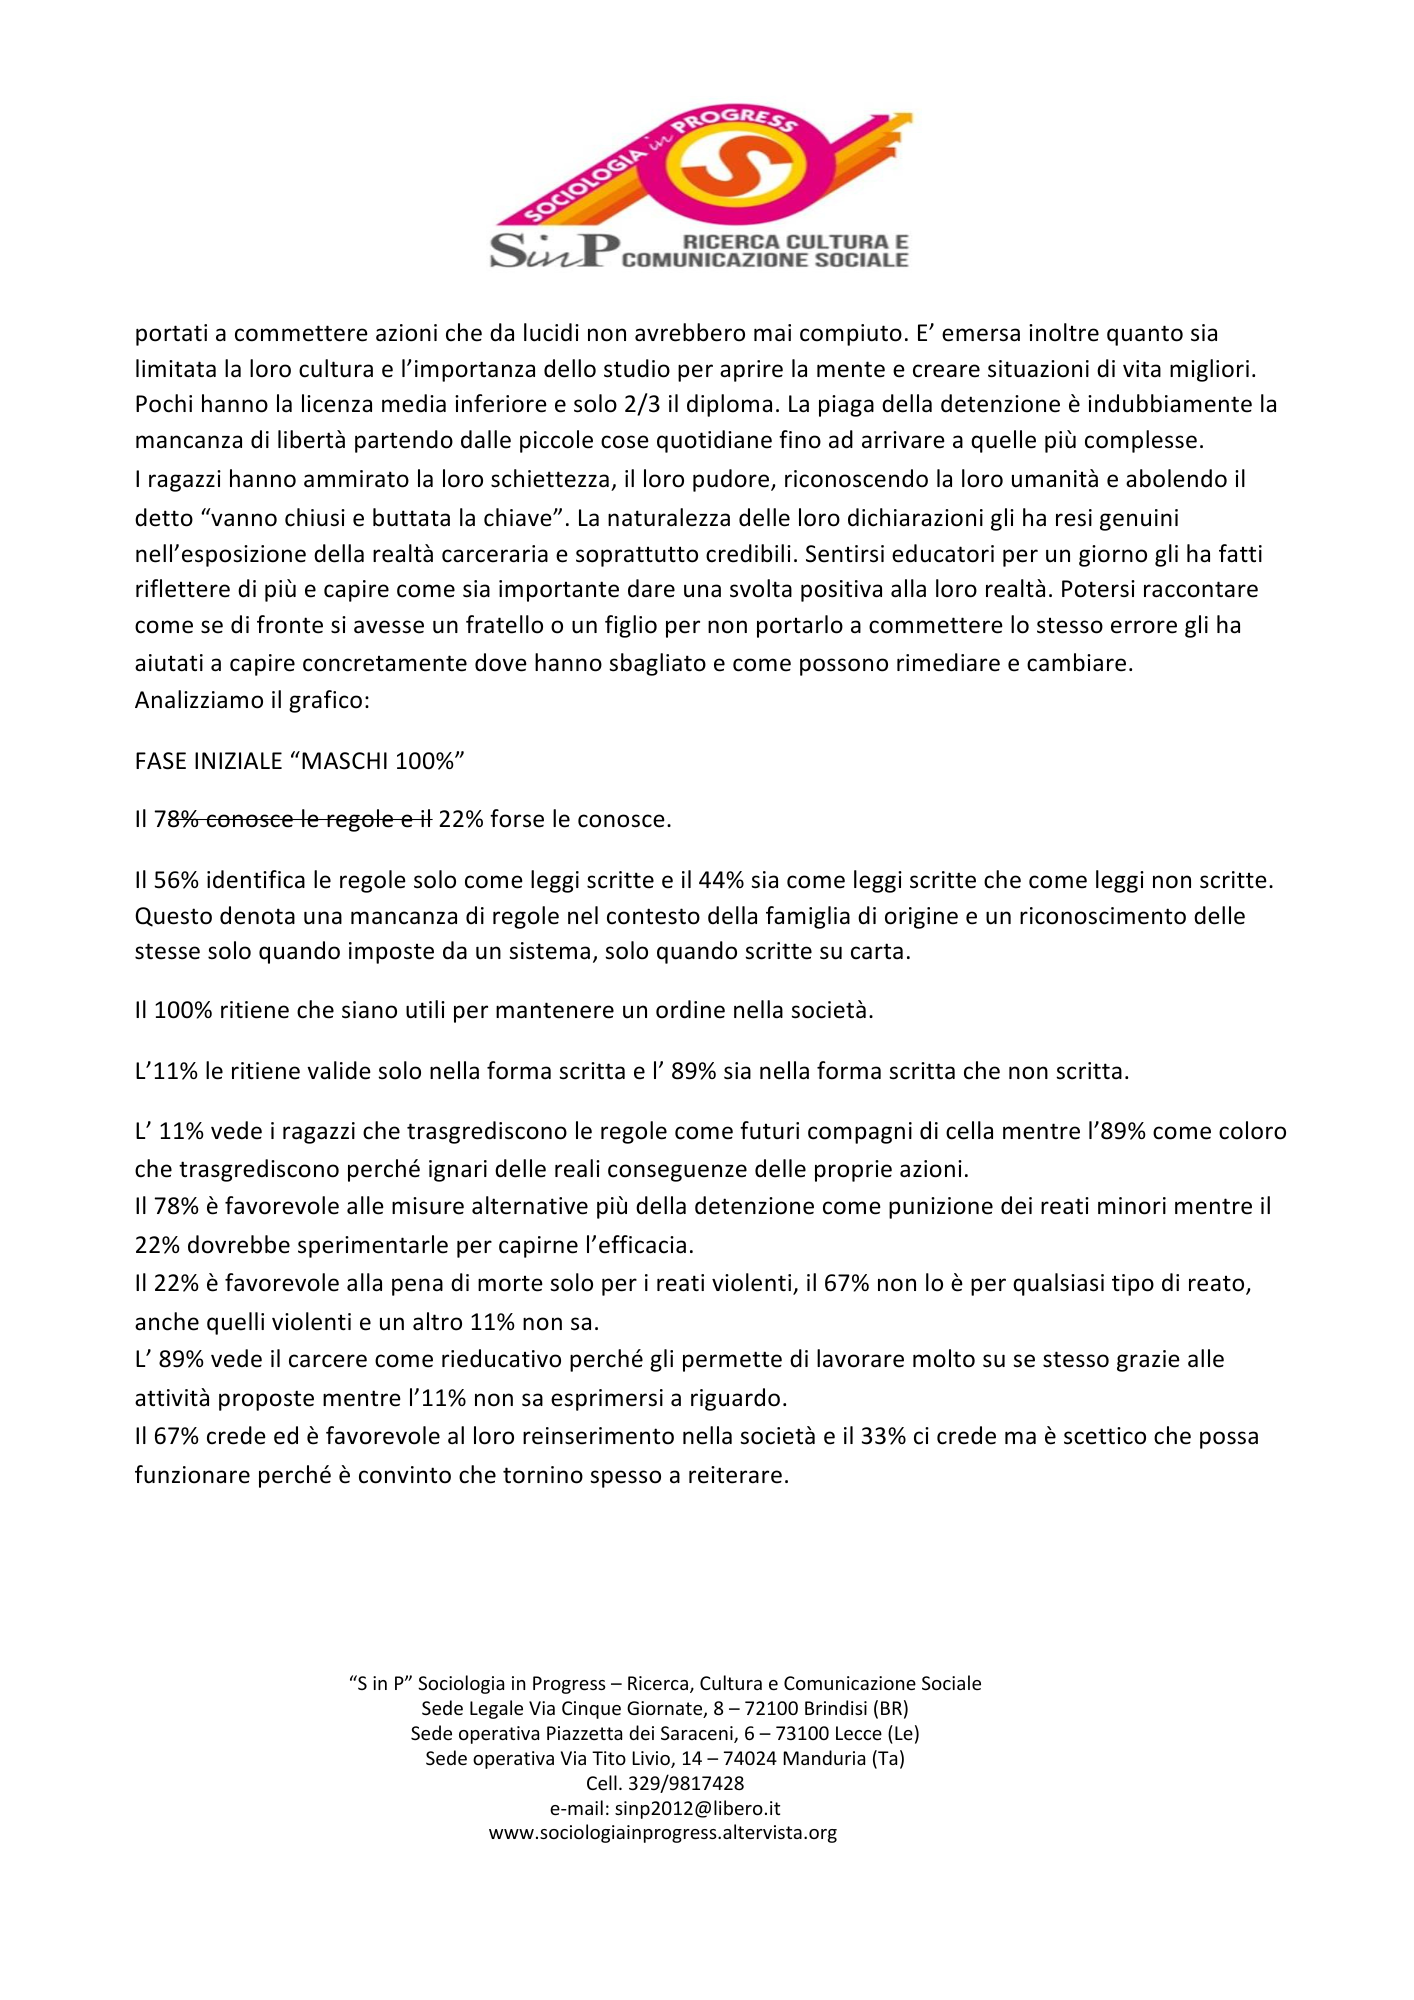 SOCIOLOGIA in PROGRESS
S
SinP RICERCA CULTURA E
COMUNICAZIONE SOCIALE
portati a commettere azioni che da lucidi non avrebbero mai compiuto. E’ emersa inoltre quanto sia
limitata la loro cultura e l’importanza dello studio per aprire la mente e creare situazioni di vita migliori.
Pochi hanno la licenza media inferiore e solo 2/3 il diploma. La piaga della detenzione è indubbiamente la
mancanza di libertà partendo dalle piccole cose quotidiane fino ad arrivare a quelle più complesse.
I ragazzi hanno ammirato la loro schiettezza, il loro pudore, riconoscendo la loro umanità e abolendo il
detto “vanno chiusi e buttata la chiave”. La naturalezza delle loro dichiarazioni gli ha resi genuini
nell’esposizione della realtà carceraria e soprattutto credibili. Sentirsi educatori per un giorno gli ha fatti
riflettere di più e capire come sia importante dare una svolta positiva alla loro realtà. Potersi raccontare
come se di fronte si avesse un fratello o un figlio per non portarlo a commettere lo stesso errore gli ha
aiutati a capire concretamente dove hanno sbagliato e come possono rimediare e cambiare.
Analizziamo il grafico:
FASE INIZIALE “MASCHI 100%”
Il 78% conosce le regole e il 22% forse le conosce.
Il 56% identifica le regole solo come leggi scritte e il 44% sia come leggi scritte che come leggi non scritte.
Questo denota una mancanza di regole nel contesto della famiglia di origine e un riconoscimento delle
stesse solo quando imposte da un sistema, solo quando scritte su carta.
Il 100% ritiene che siano utili per mantenere un ordine nella società.
L’11% le ritiene valide solo nella forma scritta e l’ 89% sia nella forma scritta che non scritta.
L’ 11% vede i ragazzi che trasgrediscono le regole come futuri compagni di cella mentre l’89% come coloro
che trasgrediscono perché ignari delle reali conseguenze delle proprie azioni.
Il 78% è favorevole alle misure alternative più della detenzione come punizione dei reati minori mentre il
22% dovrebbe sperimentarle per capirne l’efficacia.
Il 22% è favorevole alla pena di morte solo per i reati violenti, il 67% non lo è per qualsiasi tipo di reato,
anche quelli violenti e un altro 11% non sa.
L’ 89% vede il carcere come rieducativo perché gli permette di lavorare molto su se stesso grazie alle
attività proposte mentre l’11% non sa esprimersi a riguardo.
Il 67% crede ed è favorevole al loro reinserimento nella società e il 33% ci crede ma è scettico che possa
funzionare perché è convinto che tornino spesso a reiterare.
“S in P” Sociologia in Progress – Ricerca, Cultura e Comunicazione Sociale
Sede Legale Via Cinque Giornate, 8 – 72100 Brindisi (BR)
Sede operativa Piazzetta dei Saraceni, 6 – 73100 Lecce (Le)
Sede operativa Via Tito Livio, 14 – 74024 Manduria (Ta)
Cell. 329/9817428
e-mail: sinp2012@libero.it
www.sociologiainprogress.altervista.org